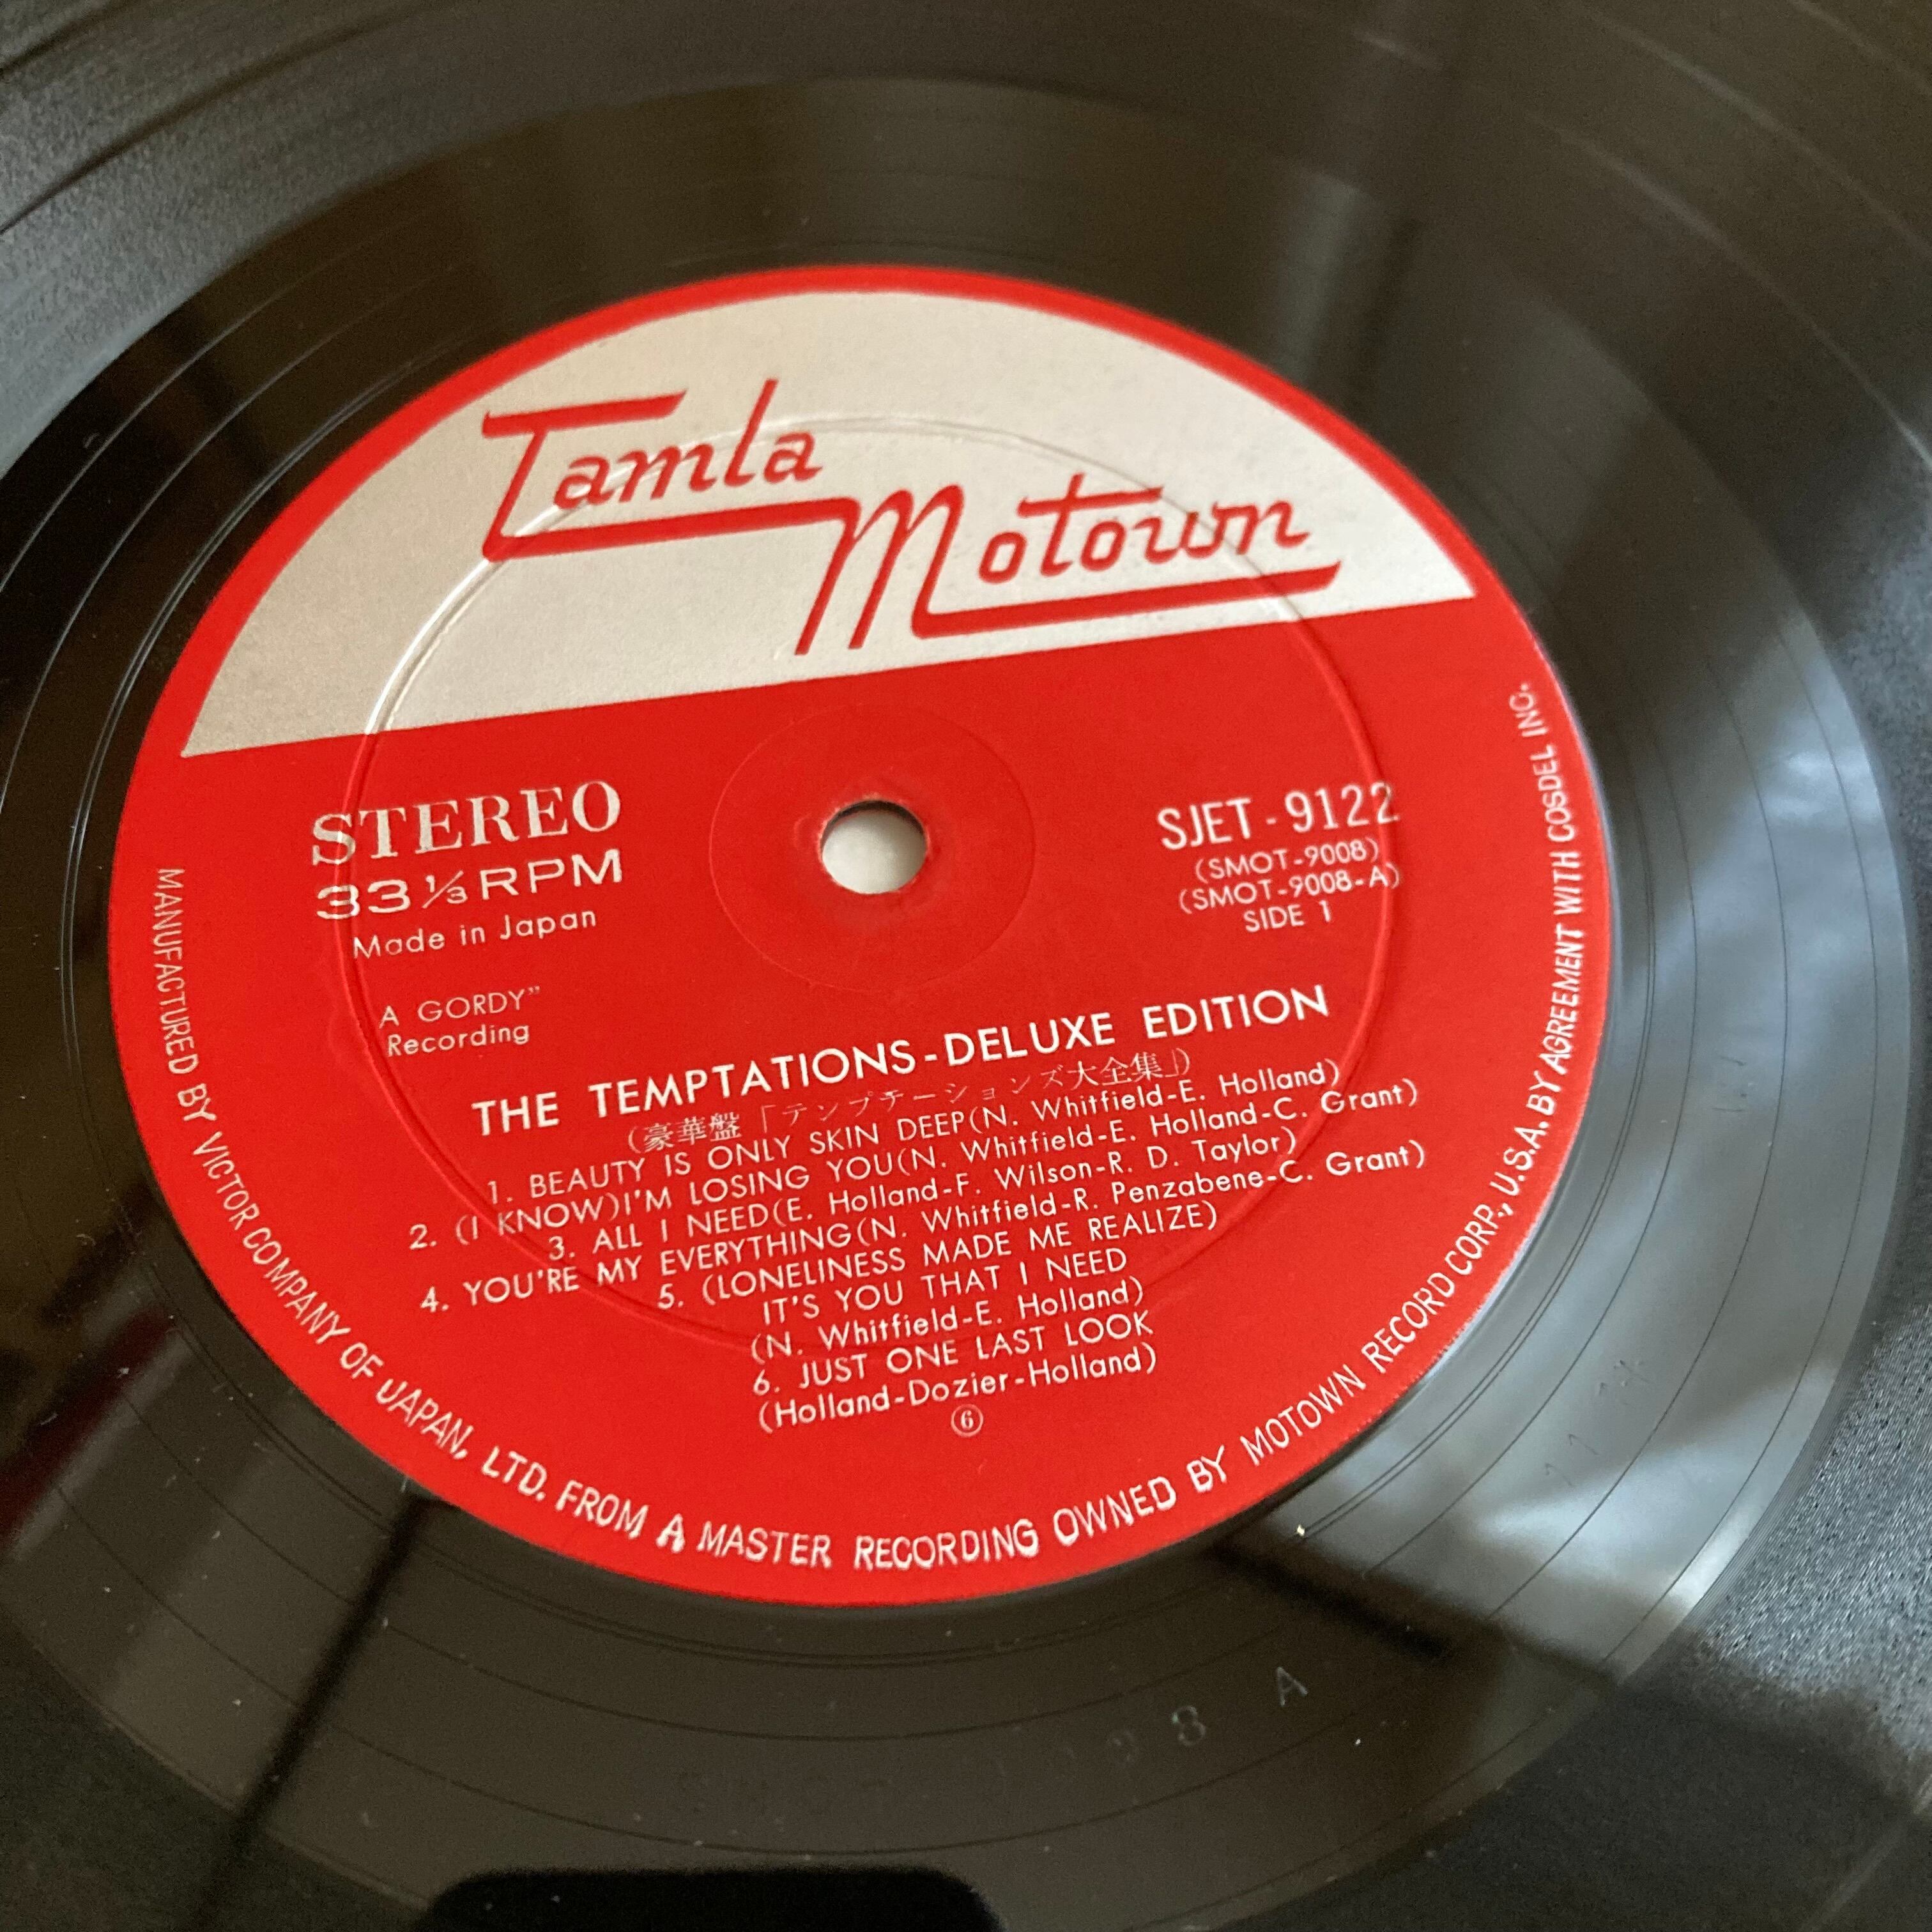 Tamla
Motown
STEREO
33⅓RPM
Made in Japan
SJET-9122
(SMOT-9008)
(SMOT-9008-A)
SIDE 1
A GORDY”
Recording
THE TEMPTATIONS-DELUXE EDITION
(豪華盤「テンプテーションズ大全集」)
1. BEAUTY IS ONLY SKIN DEEP(N. Whitfield-E. Holland)
2. (I KNOW)I'M LOSING YOU(N. Whitfield-E. Holland-C. Grant)
3. ALL I NEED(E. Holland-F. Wilson-R. D. Taylor)
4. YOU'RE MY EVERYTHING(N. Whitfield-R. Penzabene-C. Grant)
5. (LONELINESS MADE ME REALIZE)
IT'S YOU THAT I NEED
(N. Whitfield-E. Holland)
6. JUST ONE LAST LOOK
(Holland-Dozier-Holland)
⑥
MANUFACTURED BY VICTOR COMPANY OF JAPAN, LTD. FROM A MASTER RECORDING OWNED BY MOTOWN RECORD CORP., U.S.A. BY AGREEMENT WITH COSDEL INC.
8 A